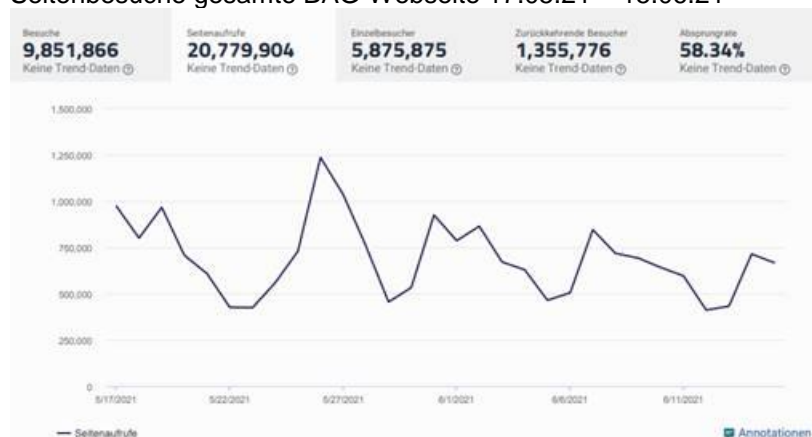 Seitenbesuche gesamte BAG-Webseite 17.05.21 – 15.06.21
Besuche
9,851,866
Keine Trend-Daten
Seitenaufrufe
20,779,904
Keine Trend-Daten
Einzelbesucher
5,875,875
Keine Trend-Daten
Zurückkehrende Besucher
1,355,776
Keine Trend-Daten
Absprungrate
58.34%
Keine Trend-Daten
1,500,000
1,250,000
1,000,000
750,000
500,000
250,000
0
5/17/2021 5/22/2021 5/27/2021 6/1/2021 6/6/2021 6/11/2021
Seitenaufrufe
Annotationen